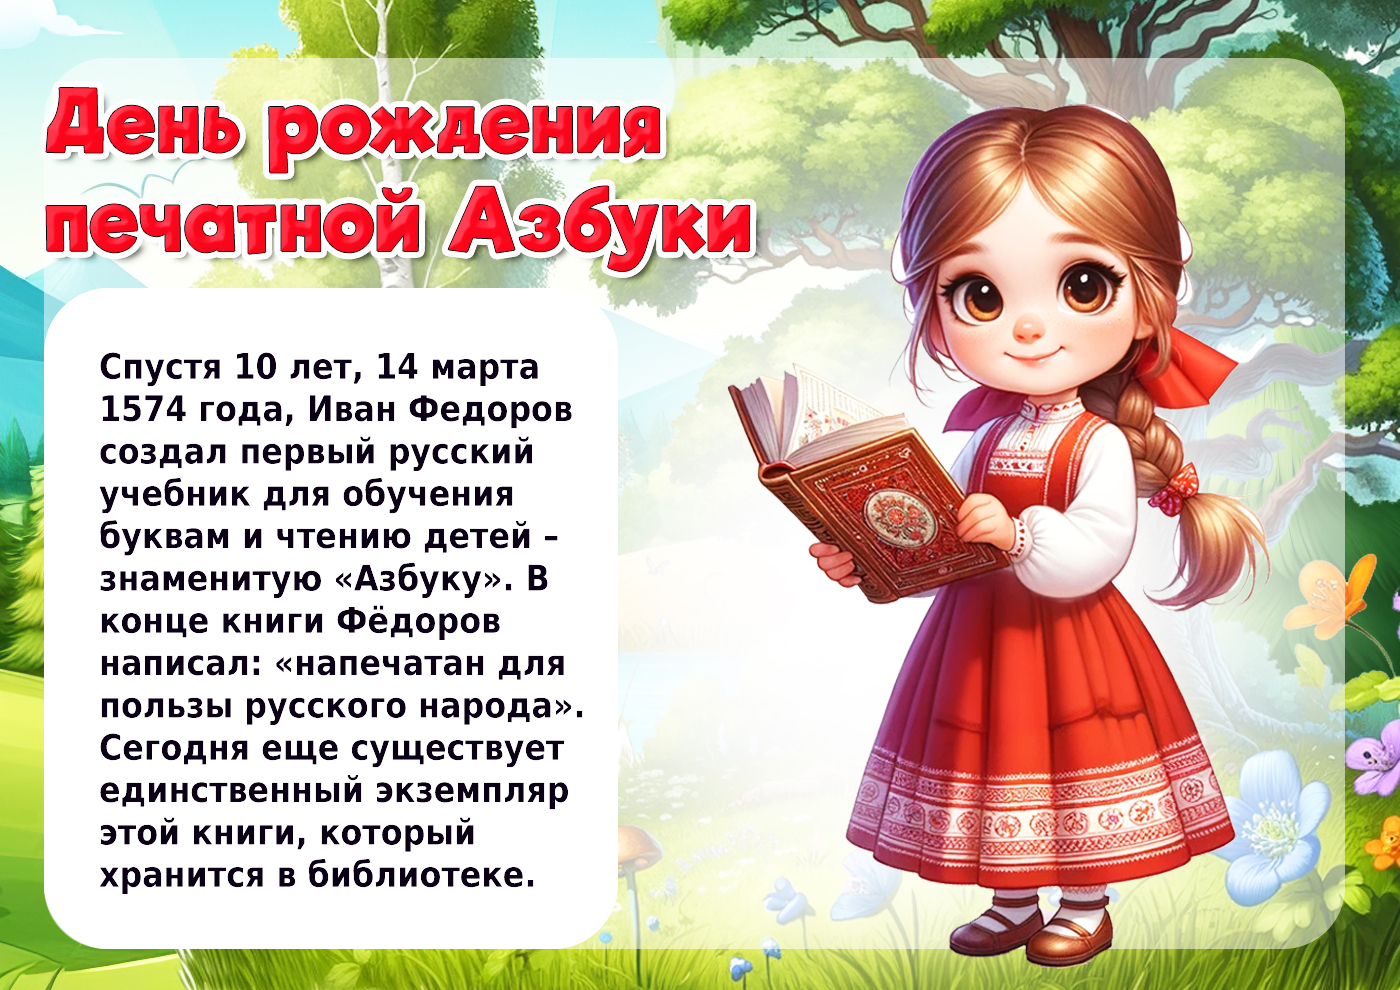 День рождения
печатной Азбуки
Спустя 10 лет, 14 марта
1574 года, Иван Федоров
создал первый русский
учебник для обучения
буквам и чтению детей –
знаменитую «Азбуку». В
конце книги Фёдоров
написал: «напечатан для
пользы русского народа».
Сегодня еще существует
единственный экземпляр
этой книги, который
хранится в библиотеке.